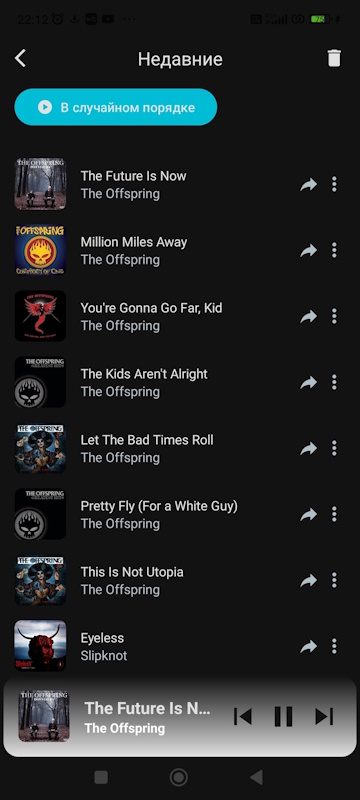 22:12
Недавние
В случайном порядке
The Future Is Now
The Offspring
Million Miles Away
The Offspring
You're Gonna Go Far, Kid
The Offspring
The Kids Aren't Alright
The Offspring
Let The Bad Times Roll
The Offspring
Pretty Fly (For a White Guy)
The Offspring
This Is Not Utopia
The Offspring
Eyeless
Slipknot
The Future Is N...
The Offspring